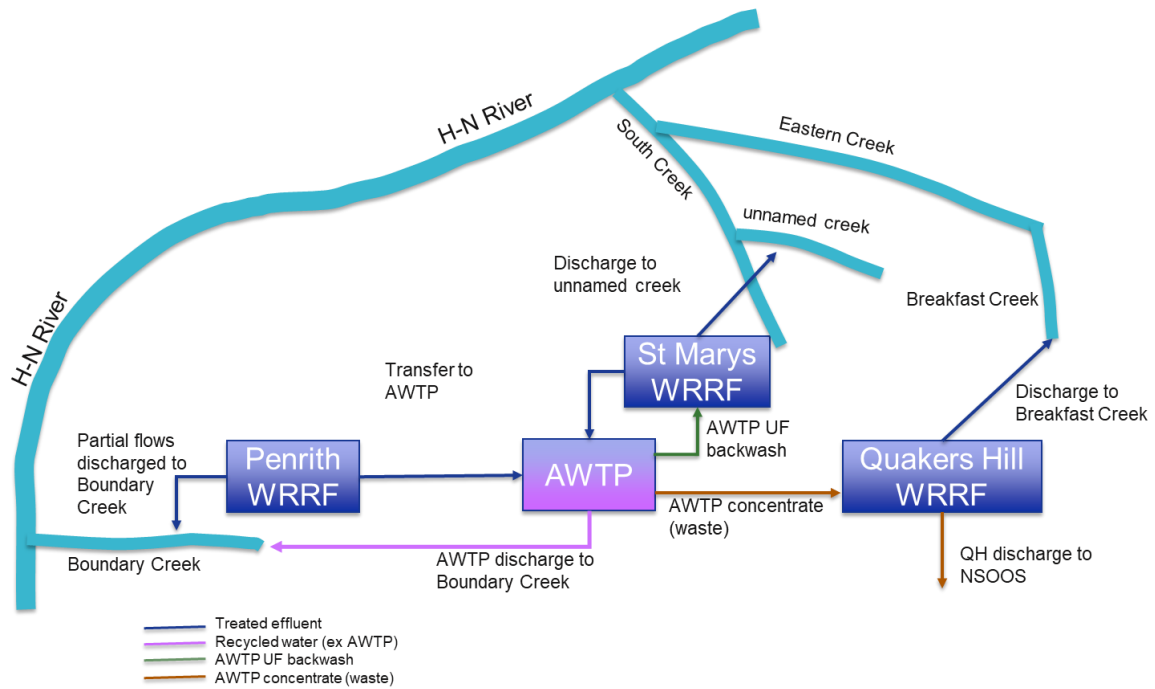 H-N River
South Creek
Eastern Creek
unnamed creek
Discharge to
unnamed creek
Breakfast Creek
H-N River
St Marys
WRRF
Transfer to
AWTP
Discharge to
Breakfast Creek
Partial flows
discharged to
Boundary
Creek
Penrith
WRRF
AWTP
AWTP UF
backwash
Quakers Hill
WRRF
AWTP concentrate
(waste)
Boundary Creek
AWTP discharge to
Boundary Creek
QH discharge to
NSOOS
Treated effluent
Recycled water (ex AWTP)
AWTP UF backwash
AWTP concentrate (waste)